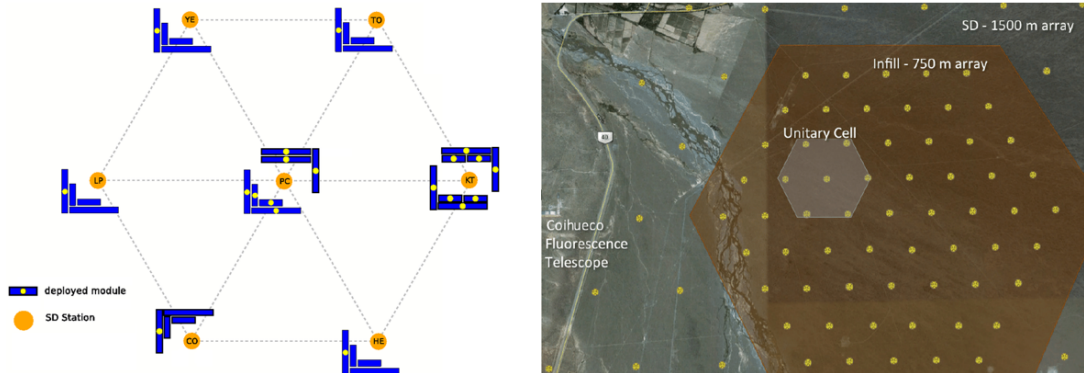 YE
TO
LP
PC
KT
deployed module
SD Station
CO
HE
SD - 1500 m array
Infill - 750 m array
Unitary Cell
Coihueco
Fluorescence
Telescope